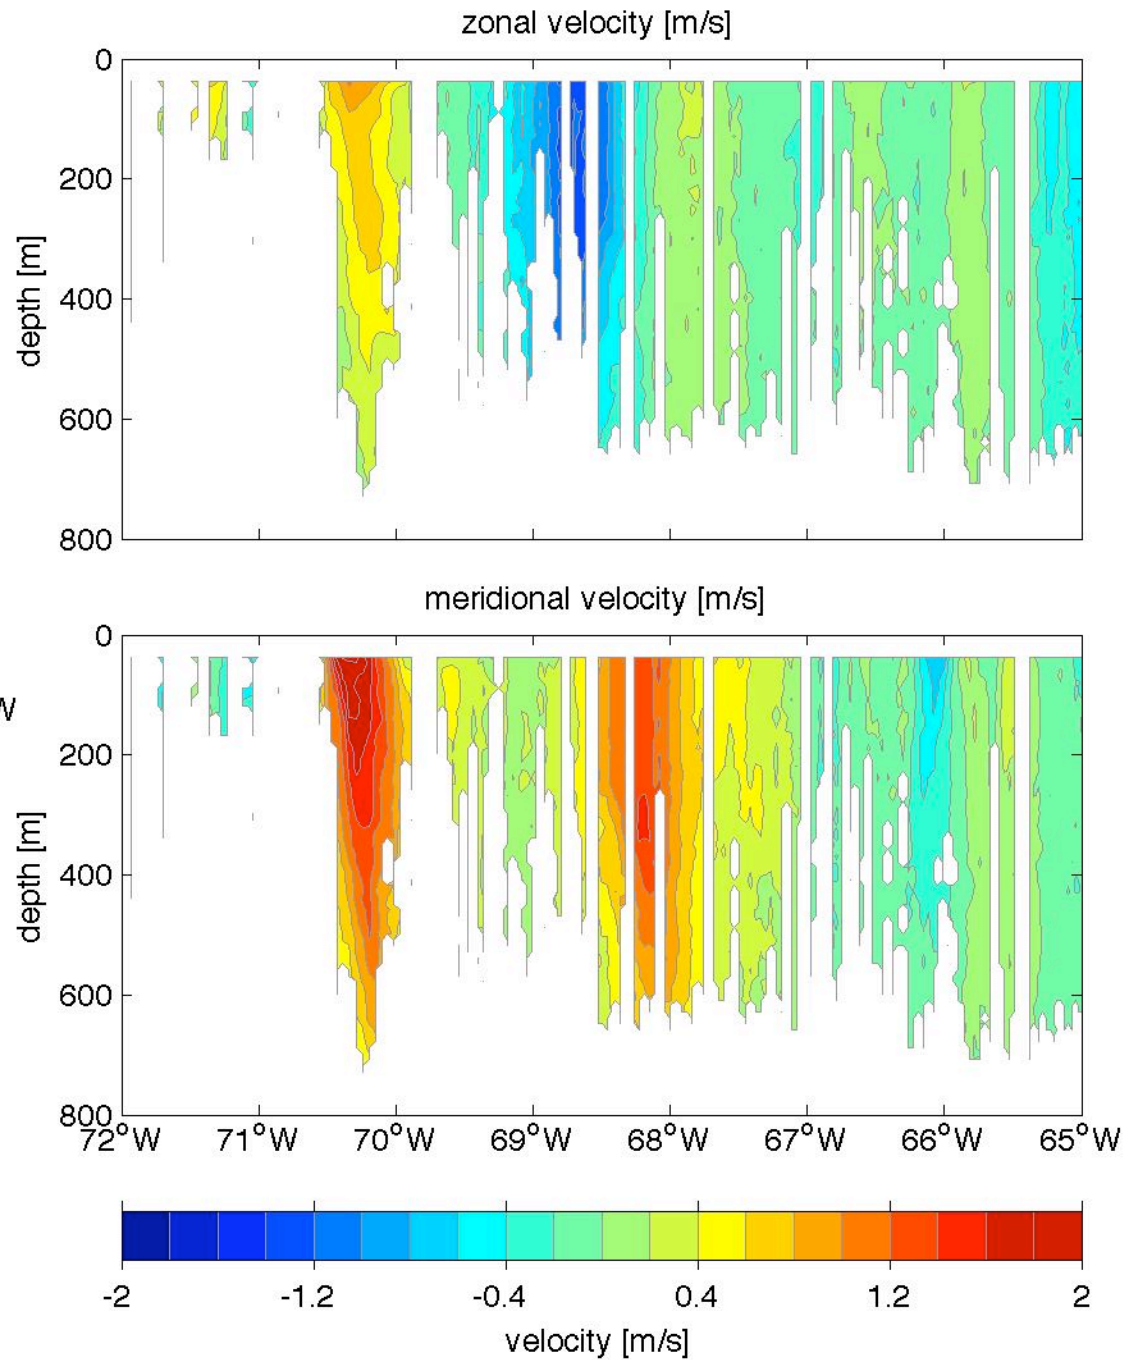 zonal velocity [m/s]
0
200
400
600
800
depth [m]
meridional velocity [m/s]
0
200
400
600
800
depth [m]
W
72°W 71°W 70°W 69°W 68°W 67°W 66°W 65°W
-2 -1.2 -0.4 0.4 1.2 2
velocity [m/s]